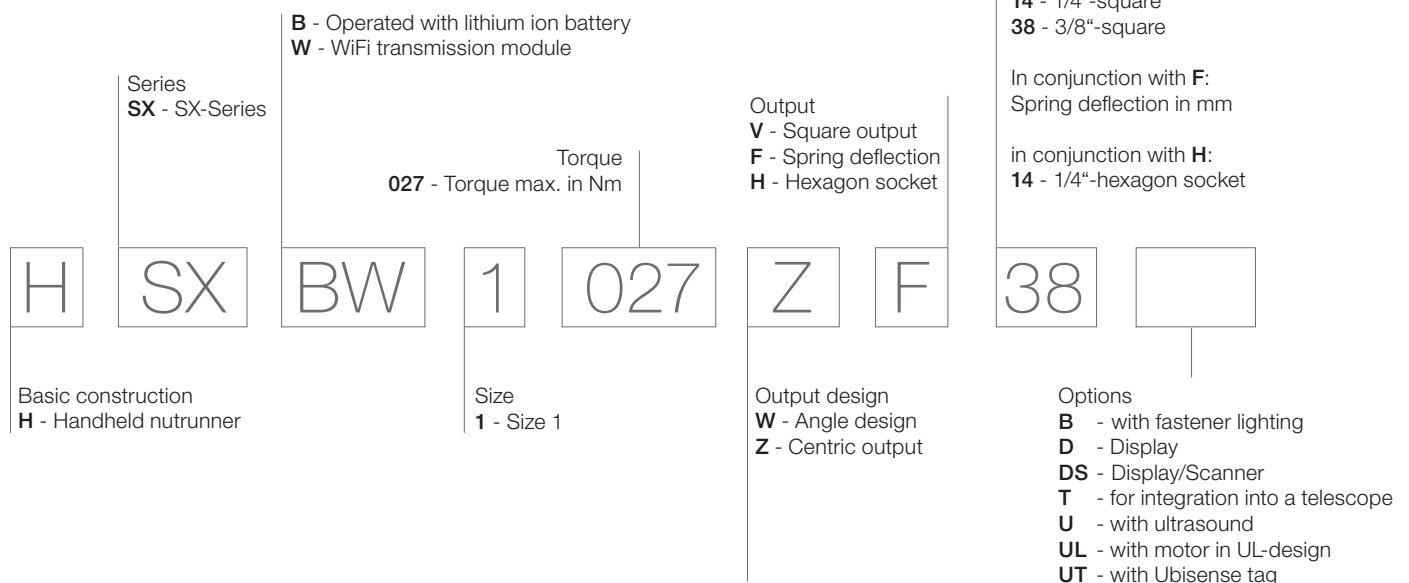 14 - 1/4“-square
38 - 3/8“-square
B - Operated with lithium ion battery
W - WiFi transmission module
In conjunction with F:
Spring deflection in mm
in conjunction with H:
14 - 1/4“-hexagon socket
Series
SX - SX-Series
Output
V - Square output
F - Spring deflection
H - Hexagon socket
Torque
027 - Torque max. in Nm
H SX BW 1 027 Z F 38
Basic construction
H - Handheld nutrunner
Size
1 - Size 1
Output design
W - Angle design
Z - Centric output
Options
B - with fastener lighting
D - Display
DS - Display/Scanner
T - for integration into a telescope
U - with ultrasound
UL - with motor in UL-design
UT - with Ubisense tag